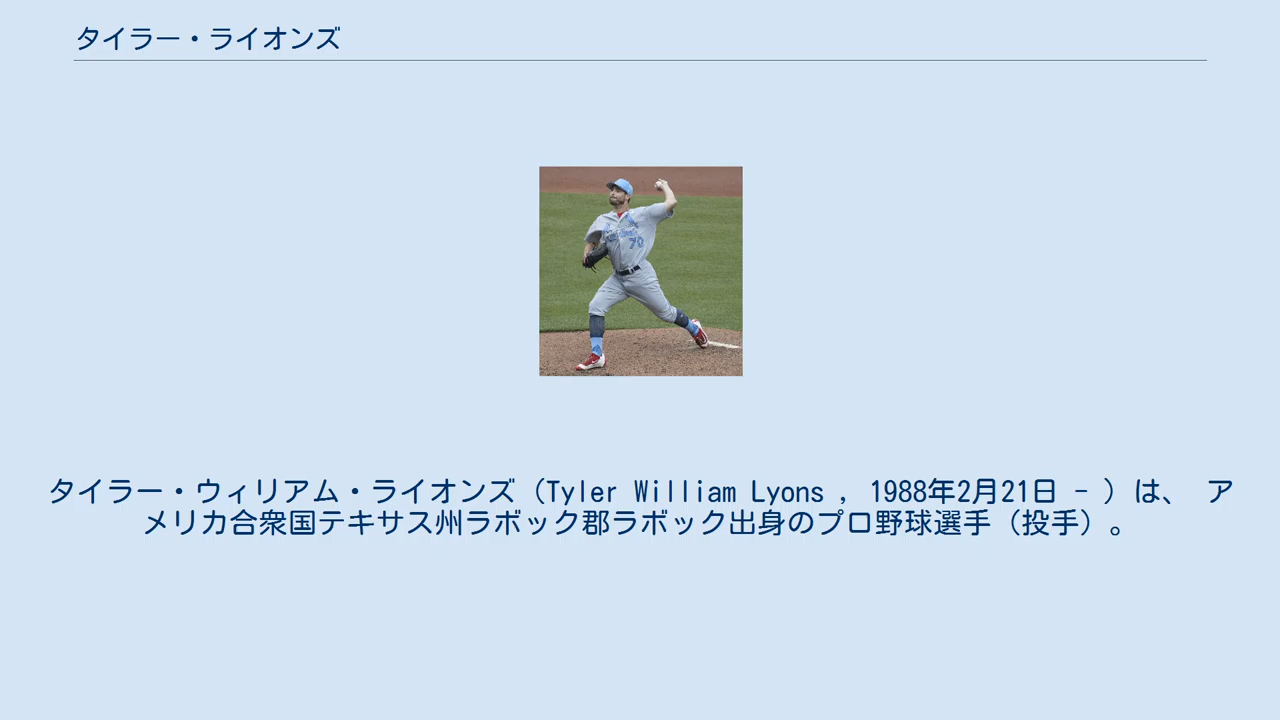 タイラー・ライオンズ
70
タイラー・ウィリアム・ライオンズ（Tyler William Lyons , 1988年2月21日 - ）は、 ア
メリカ合衆国テキサス州ラボック郡ラボック出身のプロ野球選手（投手）。